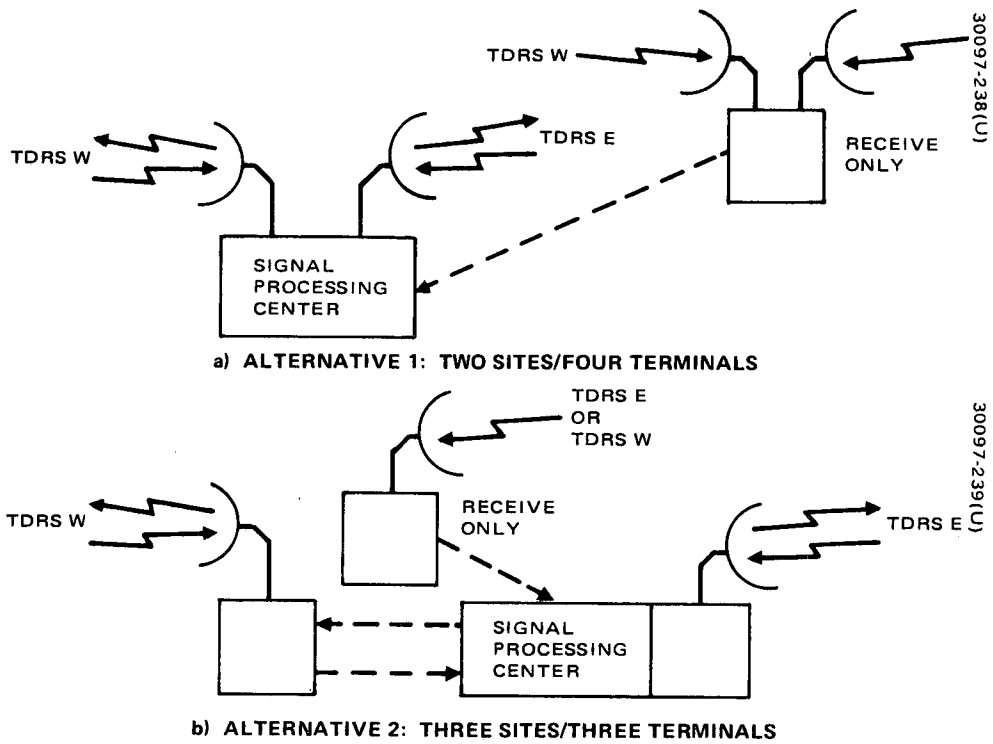 TDRS W
30097-238(U)
TDRS W
TDRS E
RECEIVE
ONLY
SIGNAL
PROCESSING
CENTER
a) ALTERNATIVE 1: TWO SITES/FOUR TERMINALS
TDRS E
OR
TDRS W
30097-239(U)
TDRS W
RECEIVE
ONLY
TDRS E
SIGNAL
PROCESSING
CENTER
b) ALTERNATIVE 2: THREE SITES/THREE TERMINALS